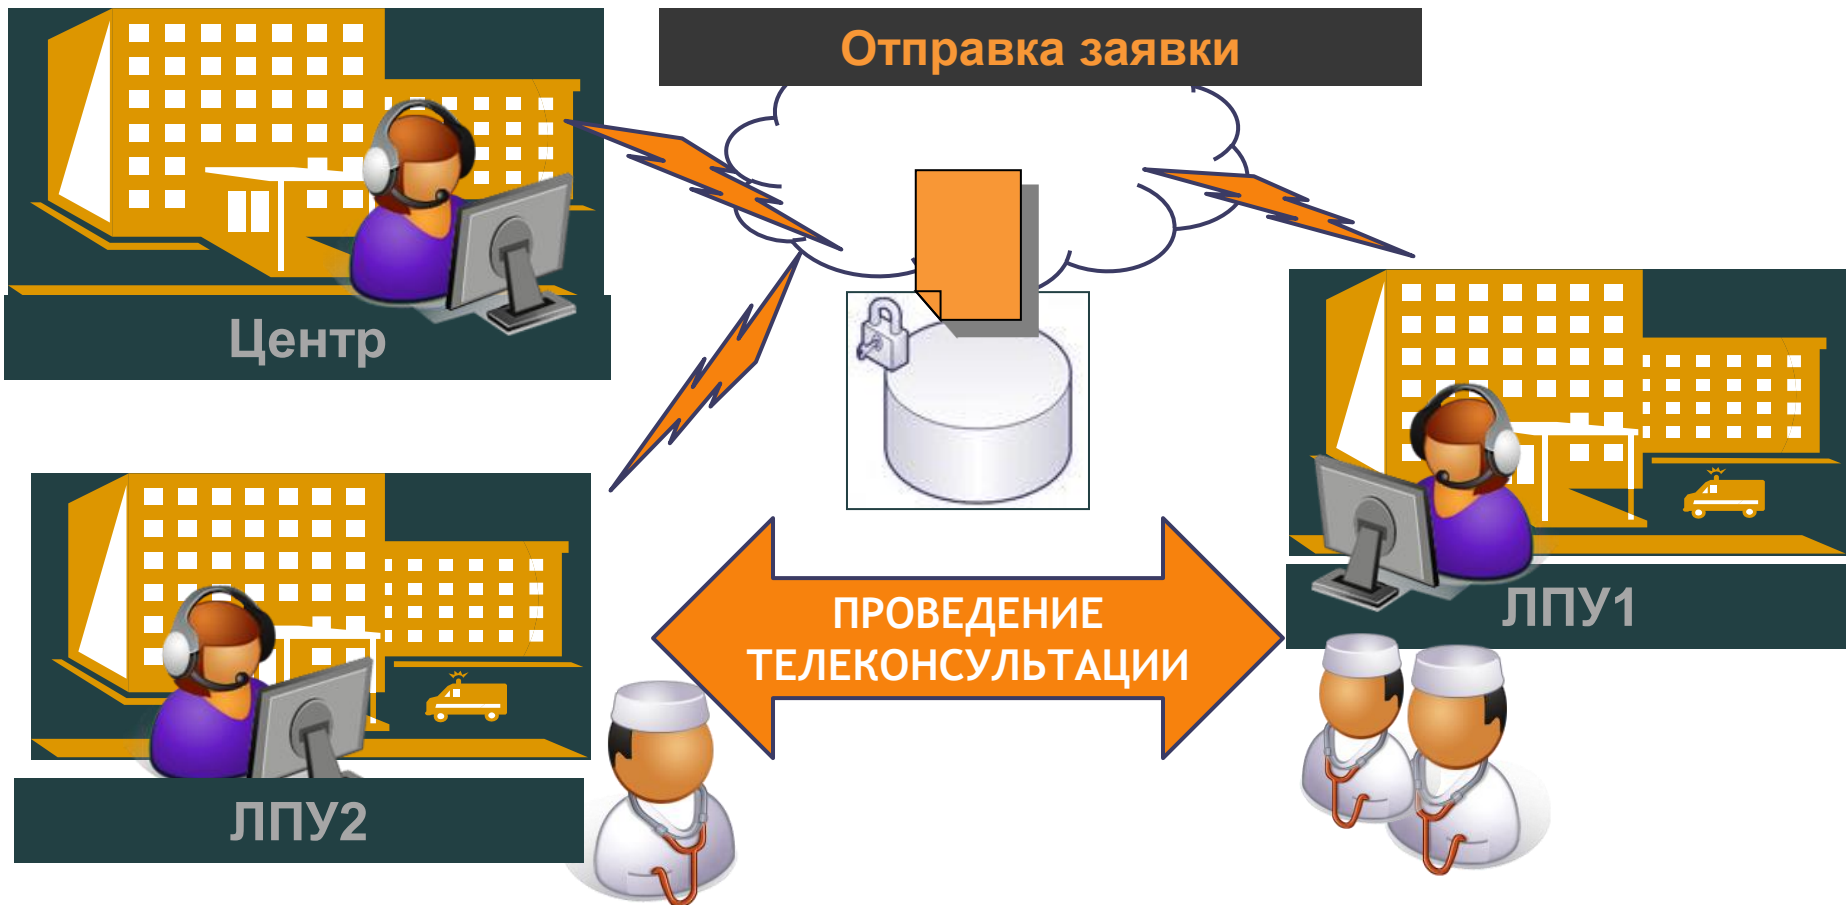 Отправка заявки
Центр
ПРОВЕДЕНИЕ
ТЕЛЕКОНСУЛЬТАЦИИ
ЛПУ1
ЛПУ2